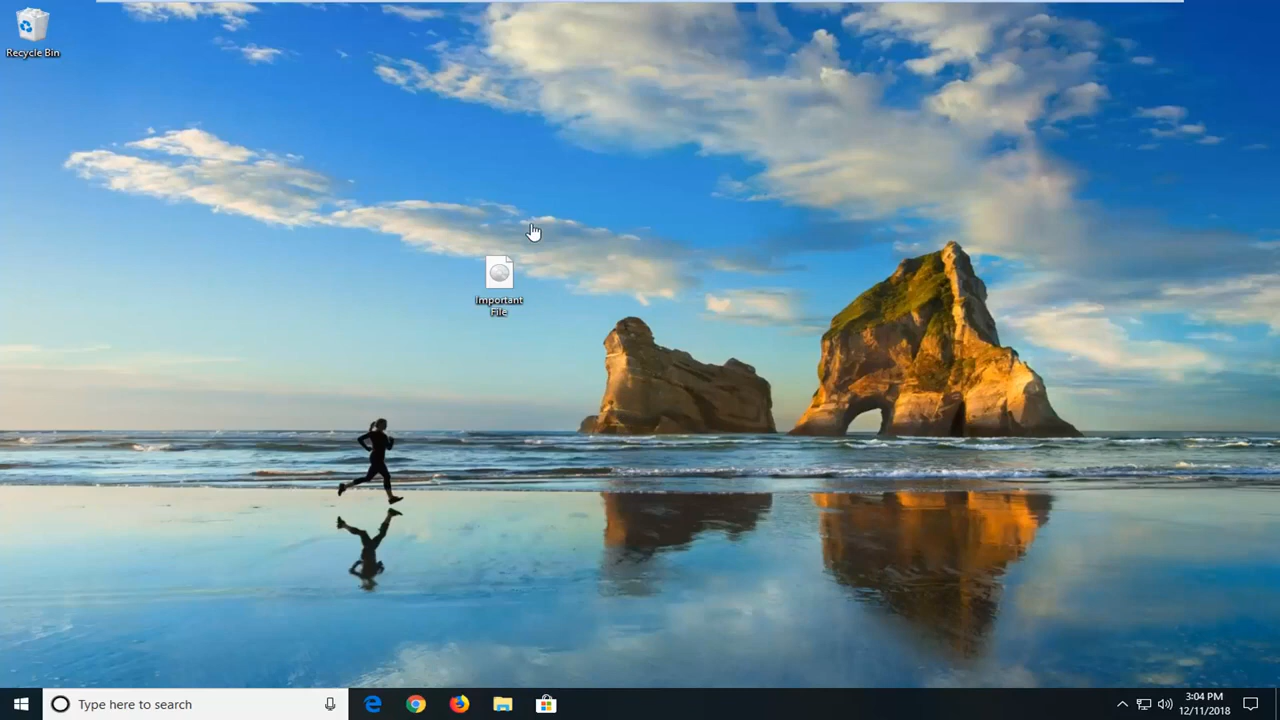 Recycle Bin
Important
File
Type here to search
3:04 PM
12/11/2018